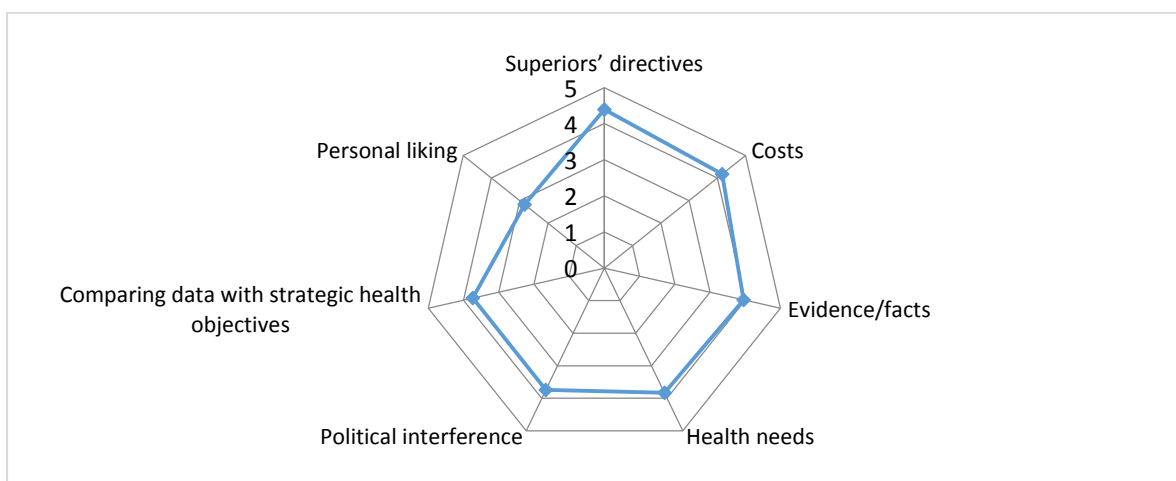 Superiors’ directives
5
4
3
2
1
0
Costs
Evidence/facts
Health needs
Political interference
Comparing data with strategic health
objectives
Personal liking